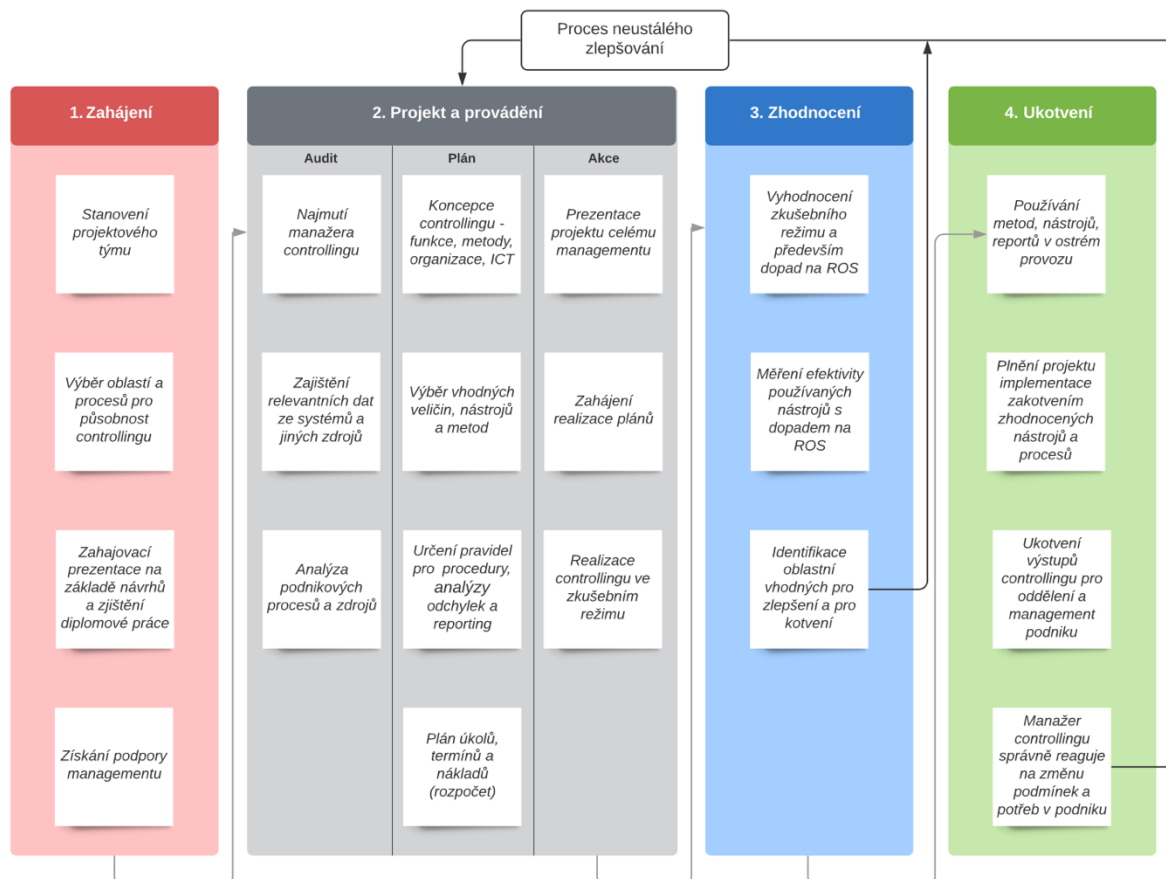 Proces neustálého
zlepšování
1. Zahájení
Stanovení
projektového
týmu
Výběr oblastí a
procesů pro
působnost
controllingu
Zahajovací
prezentace na
základě návrhů
a zjištění
diplomové práce
Získání podpory
managementu
2. Projekt a provádění
Audit
Najmutí
manažera
controllingu
Zajištění
relevantních dat
ze systémů a
jiných zdrojů
Analýza
podnikových
procesů a zdrojů
Plán
Koncepce
controllingu -
funkce, metody,
organizace, ICT
Výběr vhodných
veličin, nástrojů
a metod
Určení pravidel
pro procedury,
analýzy
odchylek a
reporting
Plán úkolů,
termínů a
nákladů
(rozpočet)
Akce
Prezentace
projektu celému
managementu
Zahájení
realizace plánů
Realizace
controllingu ve
zkušebním
režimu
3. Zhodnocení
Vyhodnocení
zkušebního
režimu a
především
dopad na ROS
Měření efektivity
používaných
nástrojů s
dopadem na
ROS
Identifikace
oblastní
vhodných pro
zlepšení a pro
kotvení
4. Ukotvení
Používání
metod, nástrojů,
reportů v ostrém
provozu
Plnění projektu
implementace
zakotvením
zhodnocených
nástrojů a
procesů
Ukotvení
výstupů
controllingu pro
oddělení a
management
podniku
Manažer
controllingu
správně reaguje
na změnu
podmínek a
potřeb v podniku